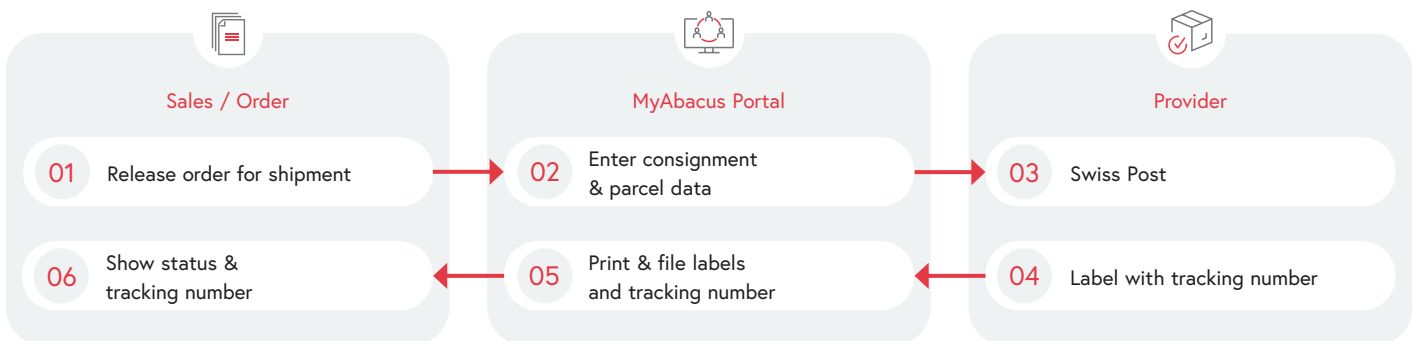 Sales / Order
MyAbacus Portal
Provider
01
Release order for shipment
02
Enter consignment
& parcel data
03
Swiss Post
06
Show status &
tracking number
05
Print & file labels
and tracking number
04
Label with tracking number